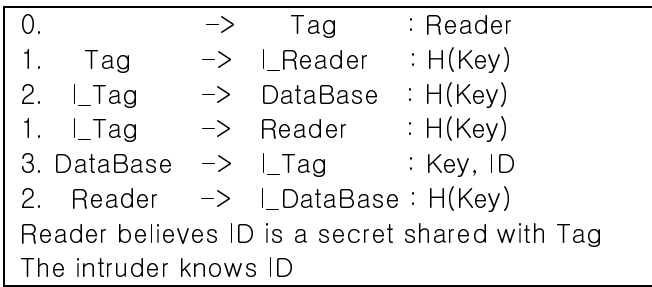 0. -> Tag : Reader
1. Tag -> I_Reader : H(Key)
2. I_Tag -> DataBase : H(Key)
1. I_Tag -> Reader : H(Key)
3. DataBase -> I_Tag : Key, ID
2. Reader -> I_DataBase : H(Key)
Reader believes ID is a secret shared with Tag
The intruder knows ID